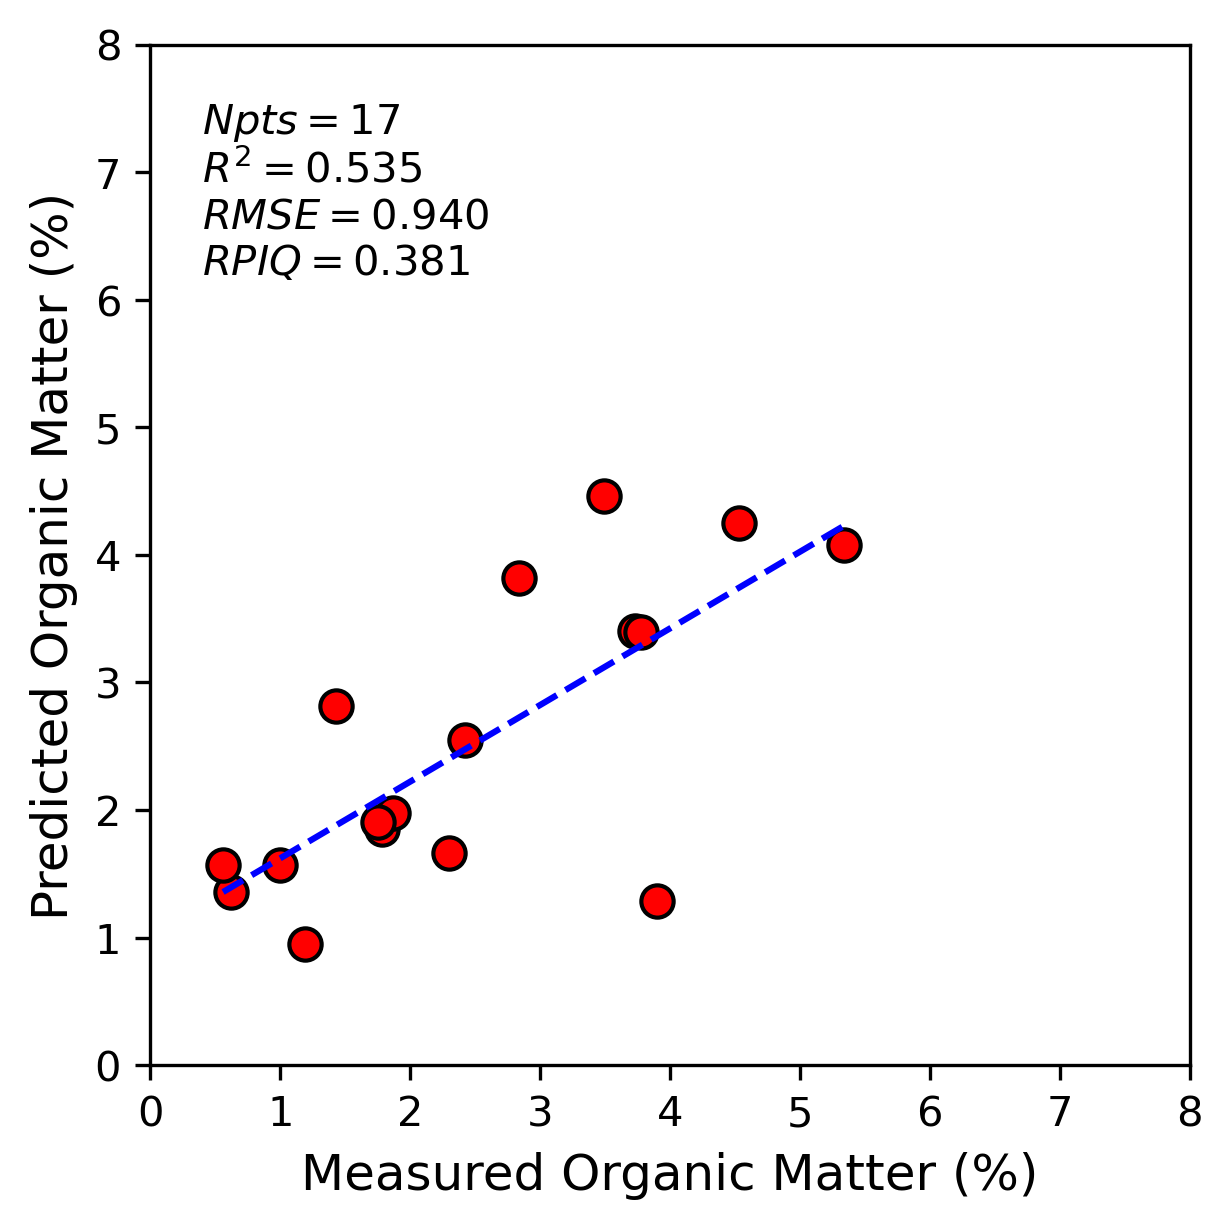 8
7
6
5
4
3
2
1
0
Npts = 17
R² = 0.535
RMSE = 0.940
RPIQ = 0.381
Predicted Organic Matter (%)
0 1 2 3 4 5 6 7 8
Measured Organic Matter (%)